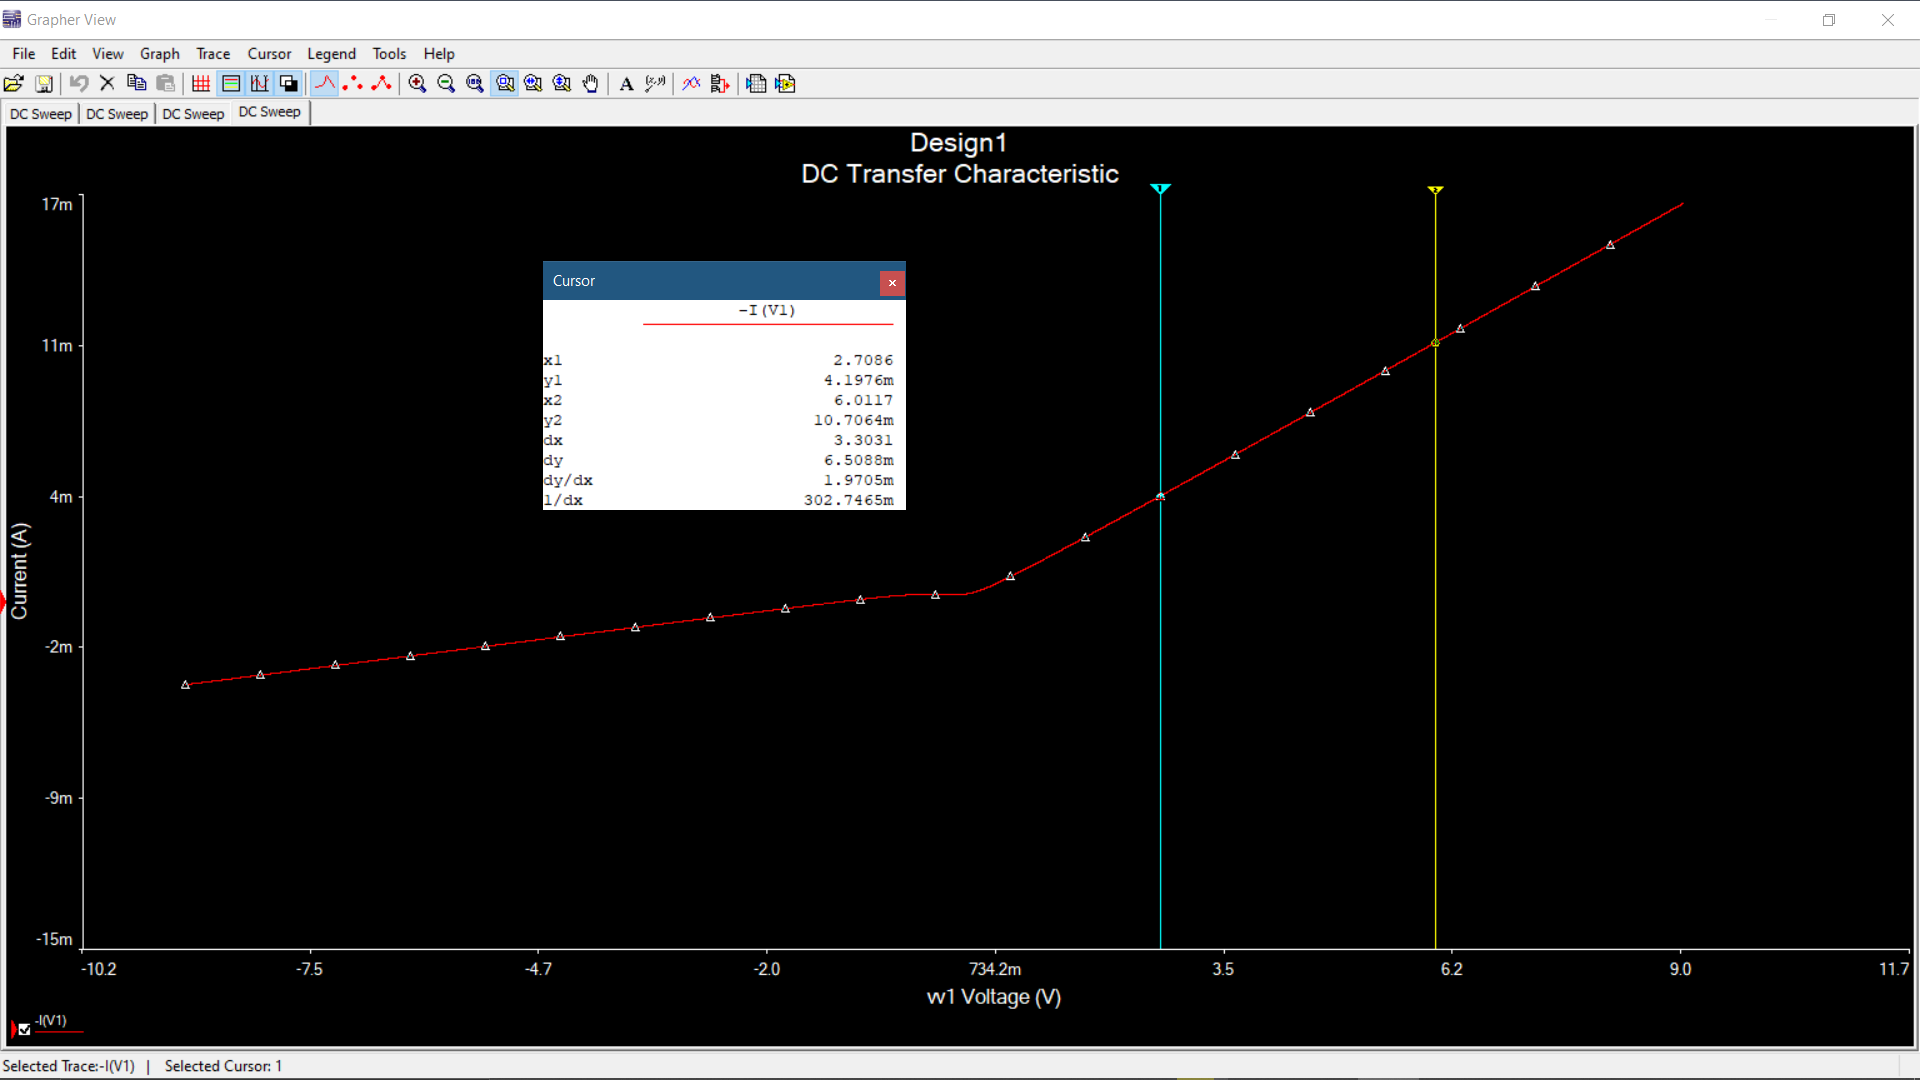 Grapher View
File Edit View Graph Trace Cursor Legend Tools Help
A (x,y)
DC Sweep DC Sweep DC Sweep DC Sweep
Design1
DC Transfer Characteristic
1 2
17m
11m
4m
-2m
-9m
-15m
Current (A)
Cursor
-I(V1)
x1 2.7086
y1 4.1976m
x2 6.0117
y2 10.7064m
dx 3.3031
dy 6.5088m
dy/dx 1.9705m
1/dx 302.7465m
-10.2 -7.5 -4.7 -2.0 734.2m 3.5 6.2 9.0 11.7
vv1 Voltage (V)
-I(V1)
Selected Trace:-I(V1) | Selected Cursor: 1